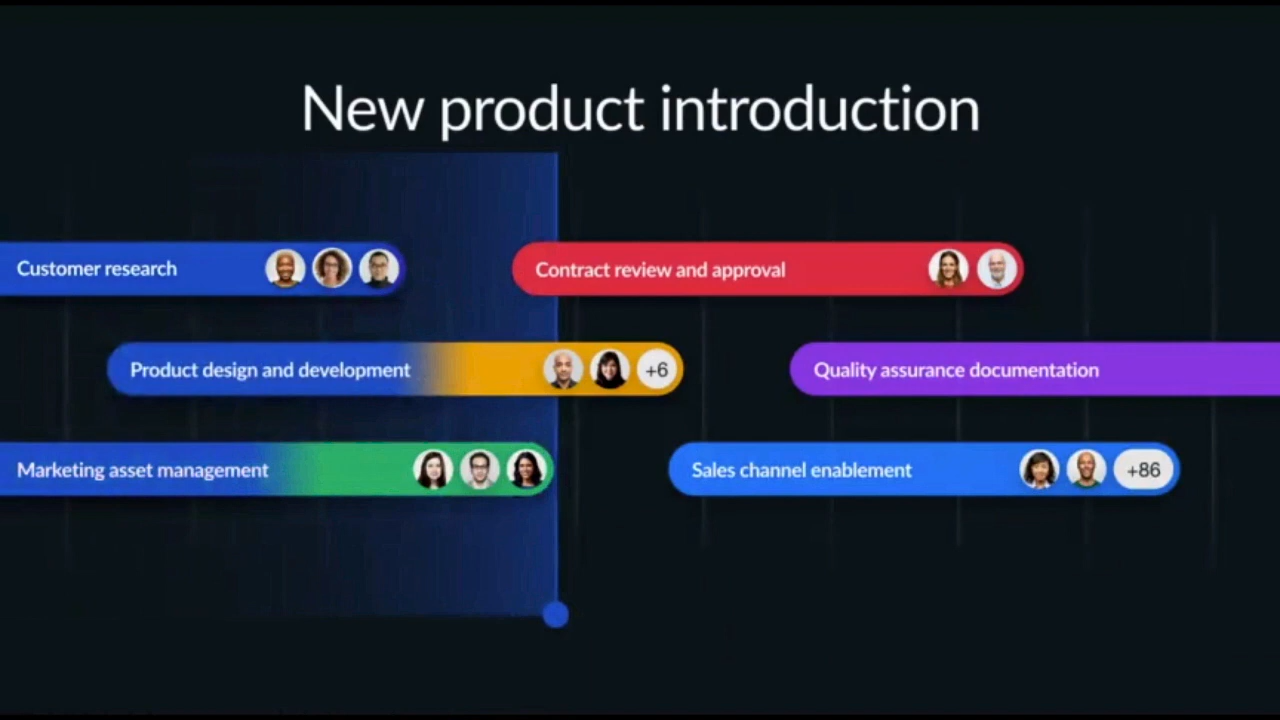 New product introduction
Customer research
Contract review and approval
Product design and development +6
Quality assurance documentation
Marketing asset management
Sales channel enablement +86